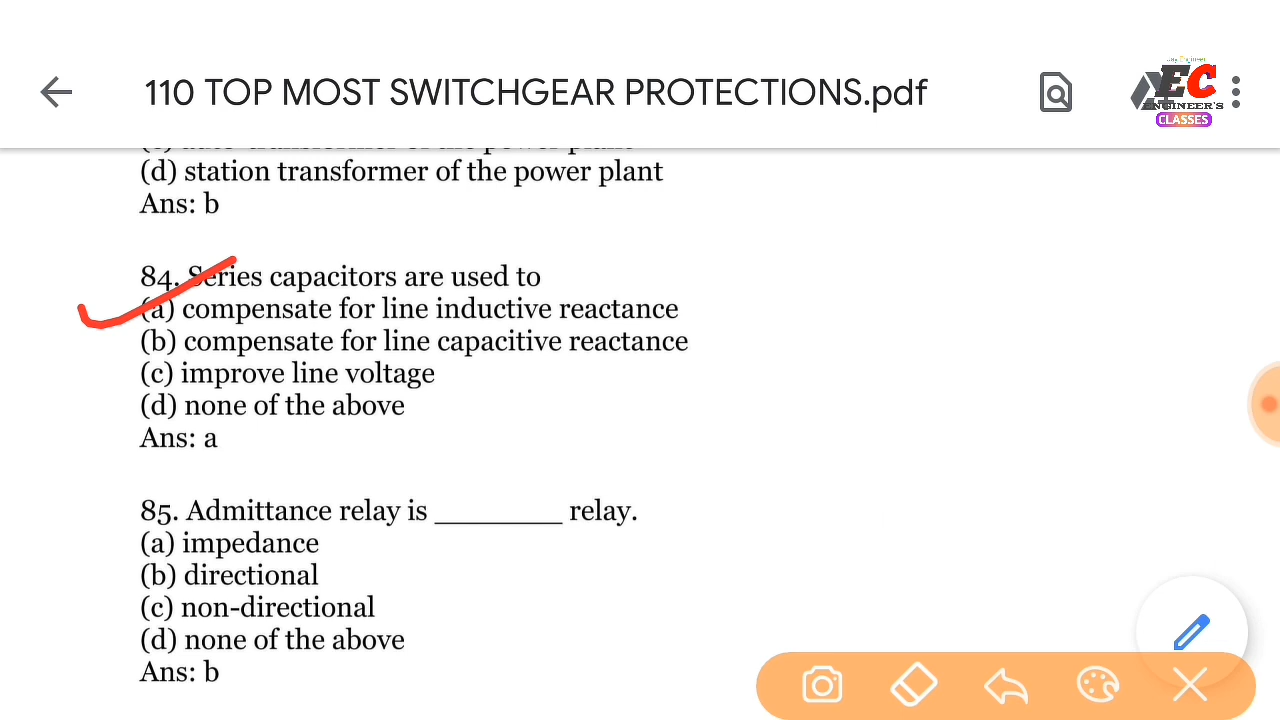 110 TOP MOST SWITCHGEAR PROTECTIONS.pdf
EC
ENGINEER'S
CLASSES
(d) station transformer of the power plant
Ans: b
84. Series capacitors are used to
(a) compensate for line inductive reactance
(b) compensate for line capacitive reactance
(c) improve line voltage
(d) none of the above
Ans: a
85. Admittance relay is ________ relay.
(a) impedance
(b) directional
(c) non-directional
(d) none of the above
Ans: b